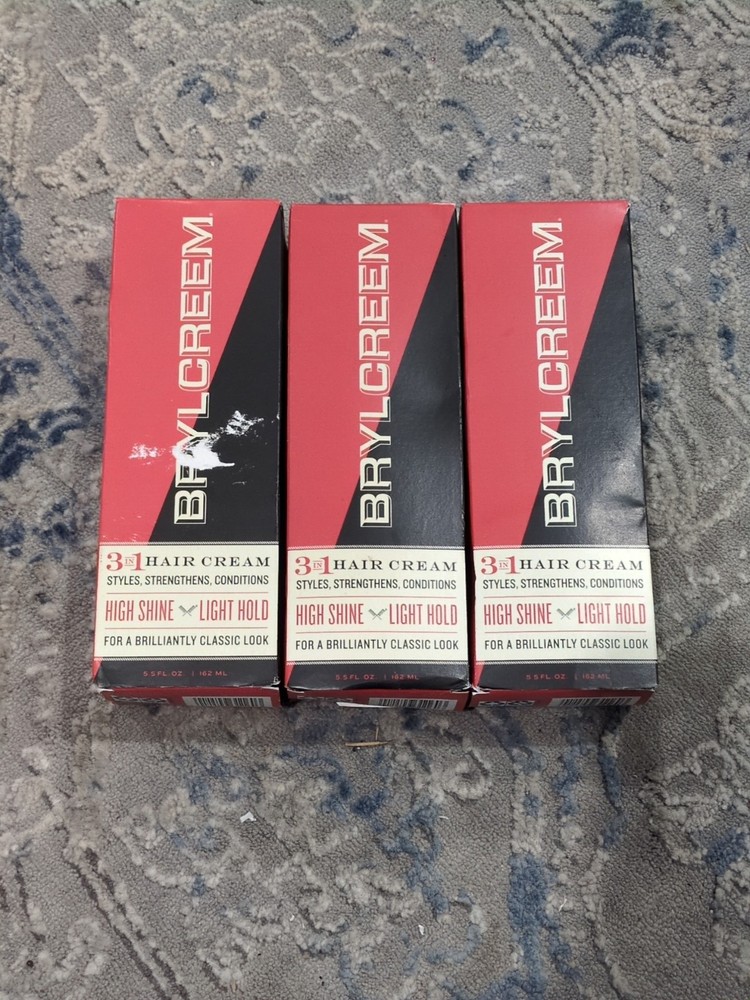 BRYLCREEM
3 IN 1 HAIR CREAM
STYLES, STRENGTHENS, CONDITIONS
HIGH SHINE LIGHT HOLD
FOR A BRILLIANTLY CLASSIC LOOK
5.5 FL. OZ. | 162 ML
BRYLCREEM
3 IN 1 HAIR CREAM
STYLES, STRENGTHENS, CONDITIONS
HIGH SHINE LIGHT HOLD
FOR A BRILLIANTLY CLASSIC LOOK
5.5 FL. OZ. | 162 ML
BRYLCREEM
3 IN 1 HAIR CREAM
STYLES, STRENGTHENS, CONDITIONS
HIGH SHINE LIGHT HOLD
FOR A BRILLIANTLY CLASSIC LOOK
5.5 FL. OZ. | 162 ML